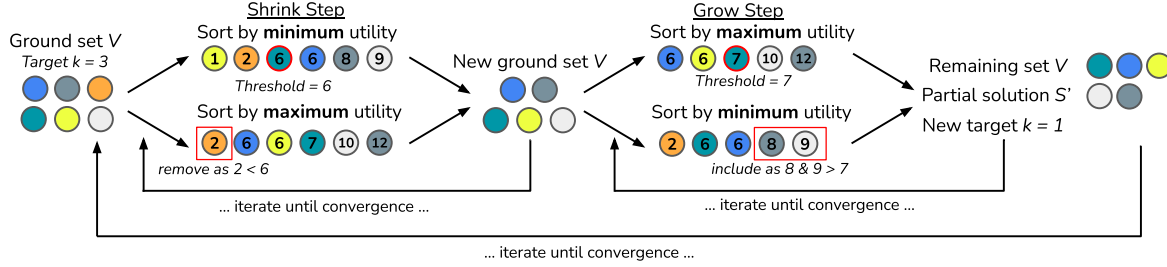 Shrink Step
Sort by minimum utility
1 2 6 6 8 9
Threshold = 6
Ground set V
Target k = 3
Sort by maximum utility
2 6 6 7 10 12
remove as 2 < 6
... iterate until convergence ...
New ground set V
Grow Step
Sort by maximum utility
6 6 7 10 12
Threshold = 7
Sort by minimum utility
2 6 6 8 9
include as 8 & 9 > 7
... iterate until convergence ...
Remaining set V
Partial solution S'
New target k = 1
... iterate until convergence ...